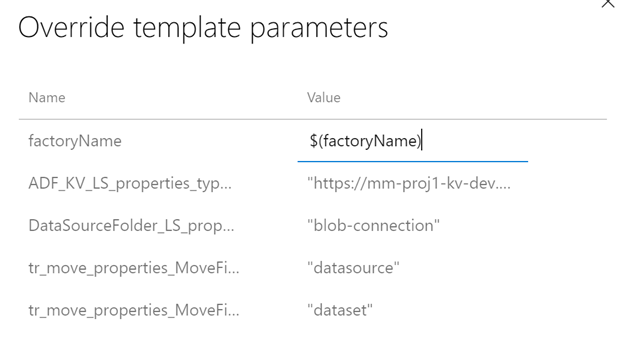 Override template parameters
Name Value
factoryName $(factoryName)
ADF_KV_LS_properties_typ... "https://mm-proj1-kv-dev....
DataSourceFolder_LS_prop... "blob-connection"
tr_move_properties_MoveFi... "datasource"
tr_move_properties_MoveFi... "dataset"